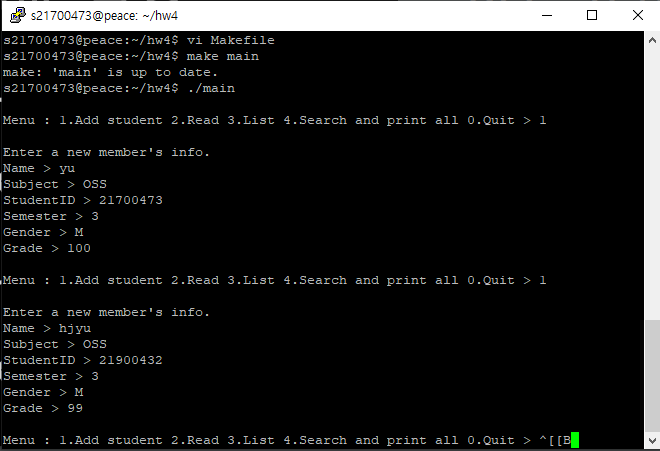 s21700473@peace: ~/hw4
s21700473@peace:~/hw4$ vi Makefile
s21700473@peace:~/hw4$ make main
make: 'main' is up to date.
s21700473@peace:~/hw4$ ./main
Menu : 1.Add student 2.Read 3.List 4.Search and print all 0.Quit > 1
Enter a new member's info.
Name > yu
Subject > OSS
StudentID > 21700473
Semester > 3
Gender > M
Grade > 100
Menu : 1.Add student 2.Read 3.List 4.Search and print all 0.Quit > 1
Enter a new member's info.
Name > hjyu
Subject > OSS
StudentID > 21900432
Semester > 3
Gender > M
Grade > 99
Menu : 1.Add student 2.Read 3.List 4.Search and print all 0.Quit > ^[[B